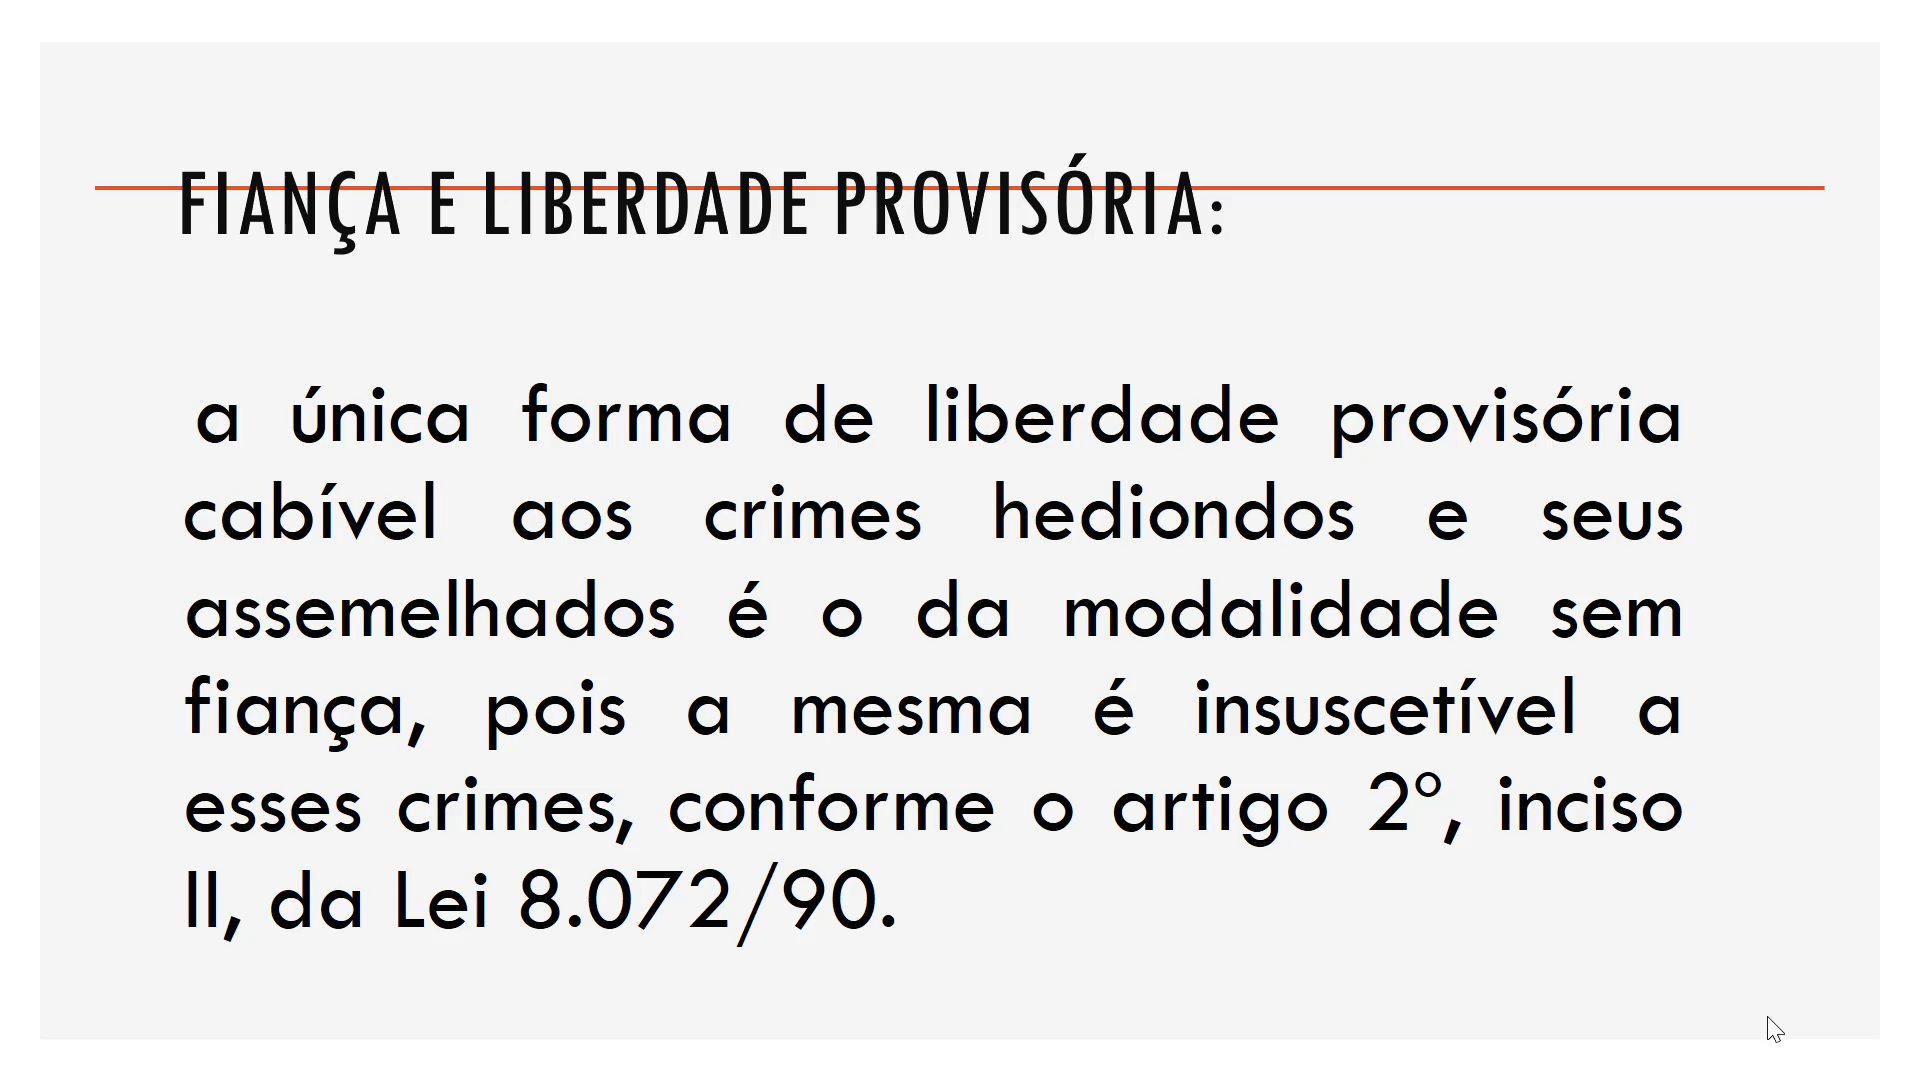 FIANÇA E LIBERDADE PROVISÓRIA:
a única forma de liberdade provisória
cabível aos crimes hediondos e seus
assemelhados é o da modalidade sem
fiança, pois a mesma é insuscetível a
esses crimes, conforme o artigo 2º, inciso
II, da Lei 8.072/90.